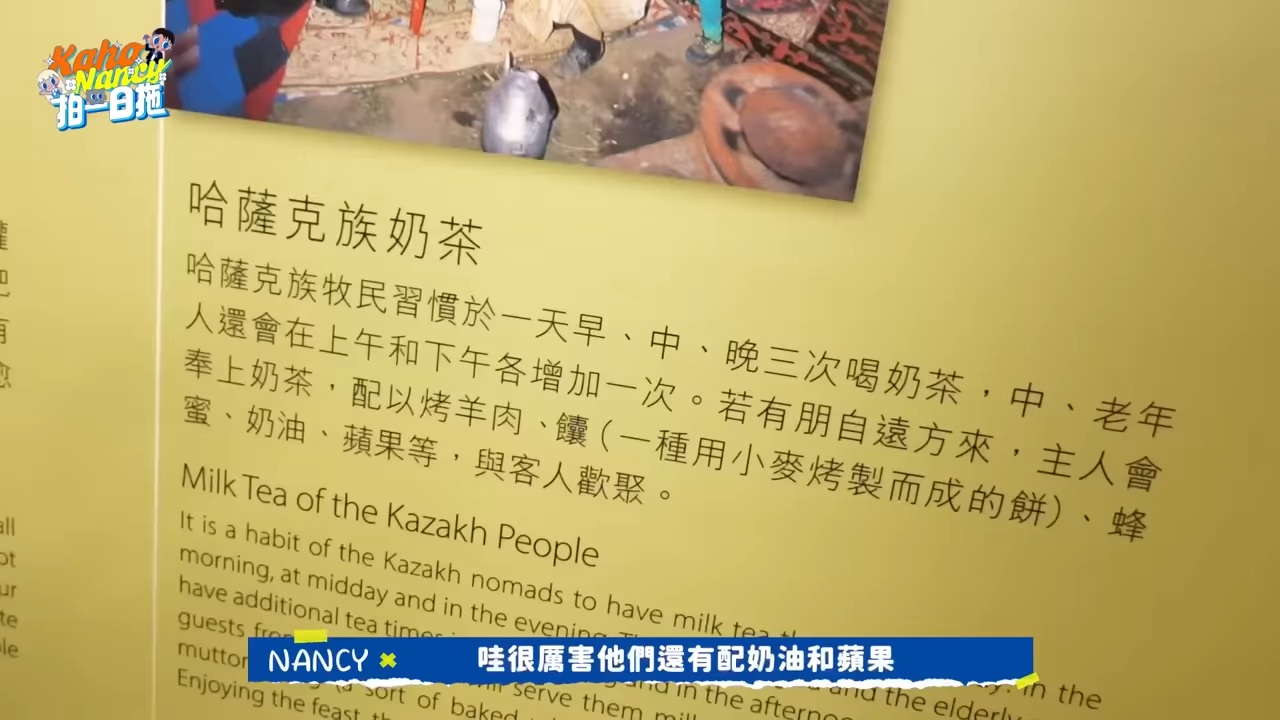 Kaho
Nancy
拍一日拖
哈薩克族奶茶
哈薩克族牧民習慣於一天早、中、晚三次喝奶茶，中、老年
人還會在上午和下午各增加一次。若有朋自遠方來，主人會
奉上奶茶，配以烤羊肉、饢（一種用小麥烤製而成的餅）、蜂
蜜、奶油、蘋果等，與客人歡聚。
Milk Tea of the Kazakh People
It is a habit of the Kazakh nomads to have milk tea
morning, at midday and in the evening.
have additional tea times and the elderly in the
guests and in the afternoon
mutton sort of baked will serve them milk
Enjoying the feast,
NANCY 哇很厲害他們還有配奶油和蘋果